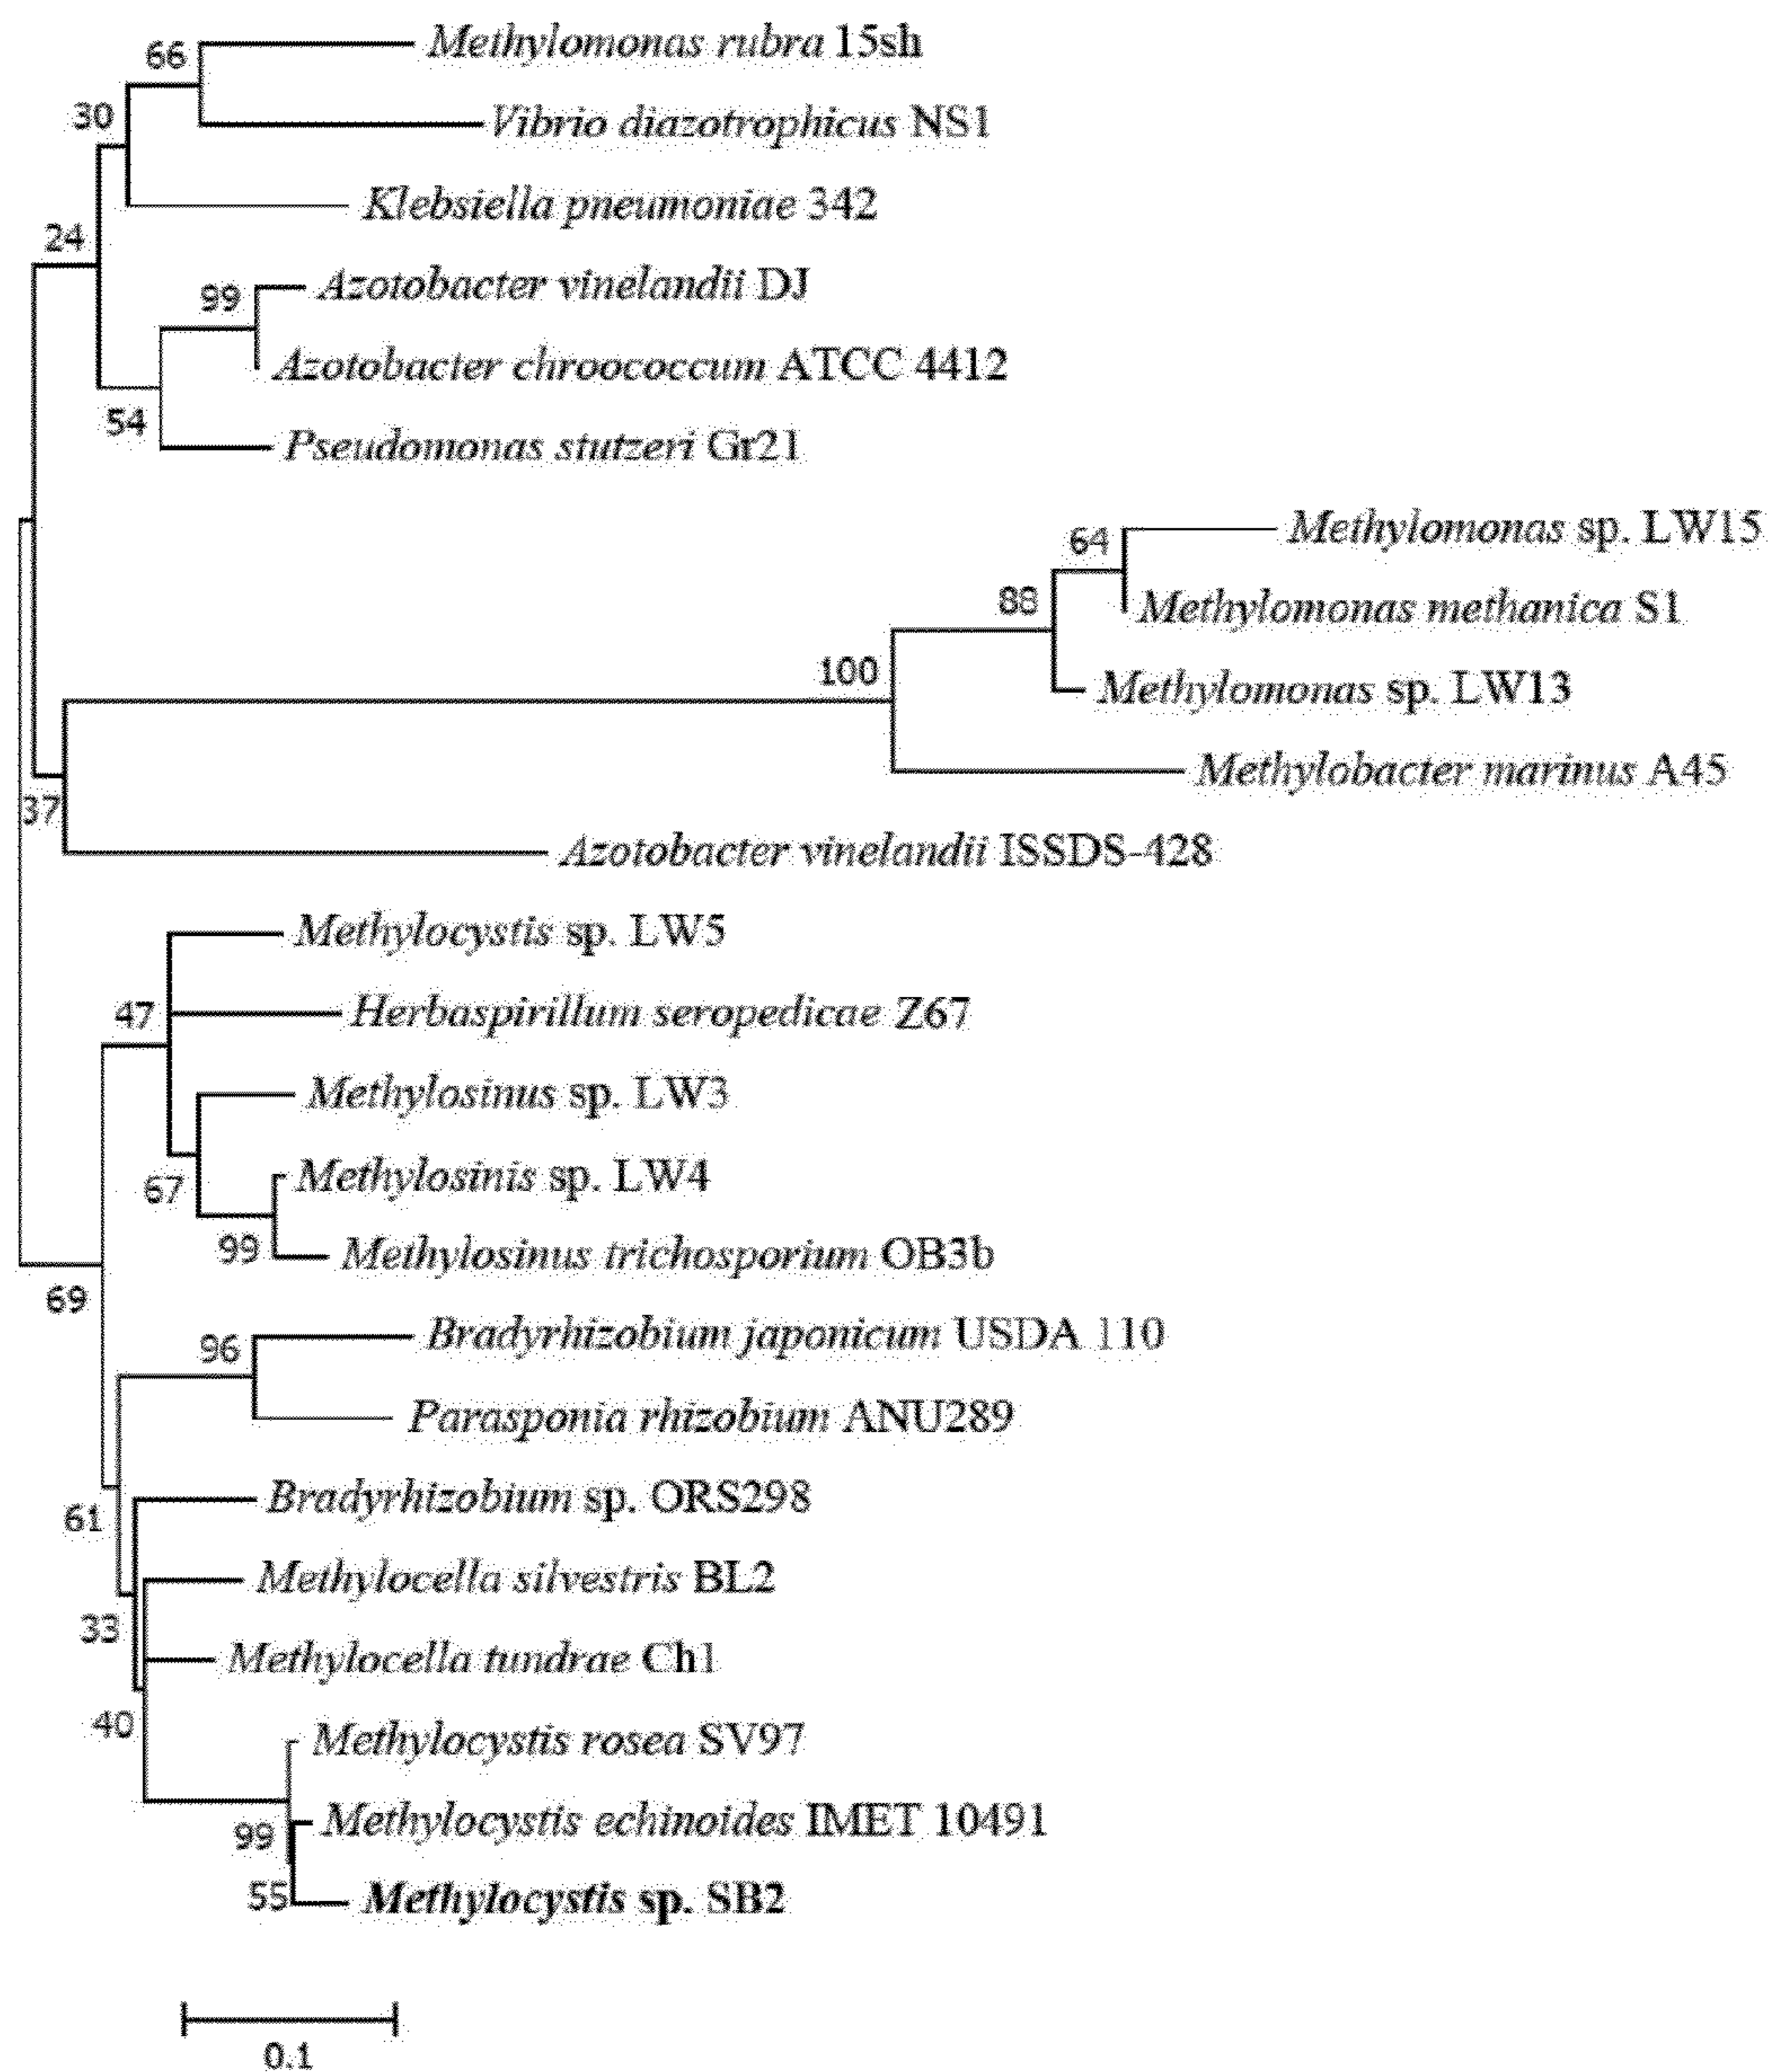 66
Methylomonas rubra 15sh
30
Vibrio diazotrophicus NS1
Klebsiella pneumoniae 342
24
99
Azotobacter vinelandii DJ
Azotobacter chroococcum ATCC 4412
54
Pseudomonas stutzeri Gr21
64
Methylomonas sp. LW15
88
Methylomonas methanica S1
100
Methylomonas sp. LW13
Methylobacter marinus A45
37
Azotobacter vinelandii ISSDS-428
Methylocystis sp. LW5
47
Herbaspirillum seropedicae Z67
Methylosinus sp. LW3
67
Methylosinis sp. LW4
99
Methylosinus trichosporium OB3b
69
96
Bradyrhizobium japonicum USDA 110
Parasponia rhizobium ANU289
61
Bradyrhizobium sp. ORS298
Methylocella silvestris BL2
33
Methylocella tundrae Ch1
40
Methylocystis rosea SV97
99
Methylocystis echinoides IMET 10491
55
Methylocystis sp. SB2
0.1